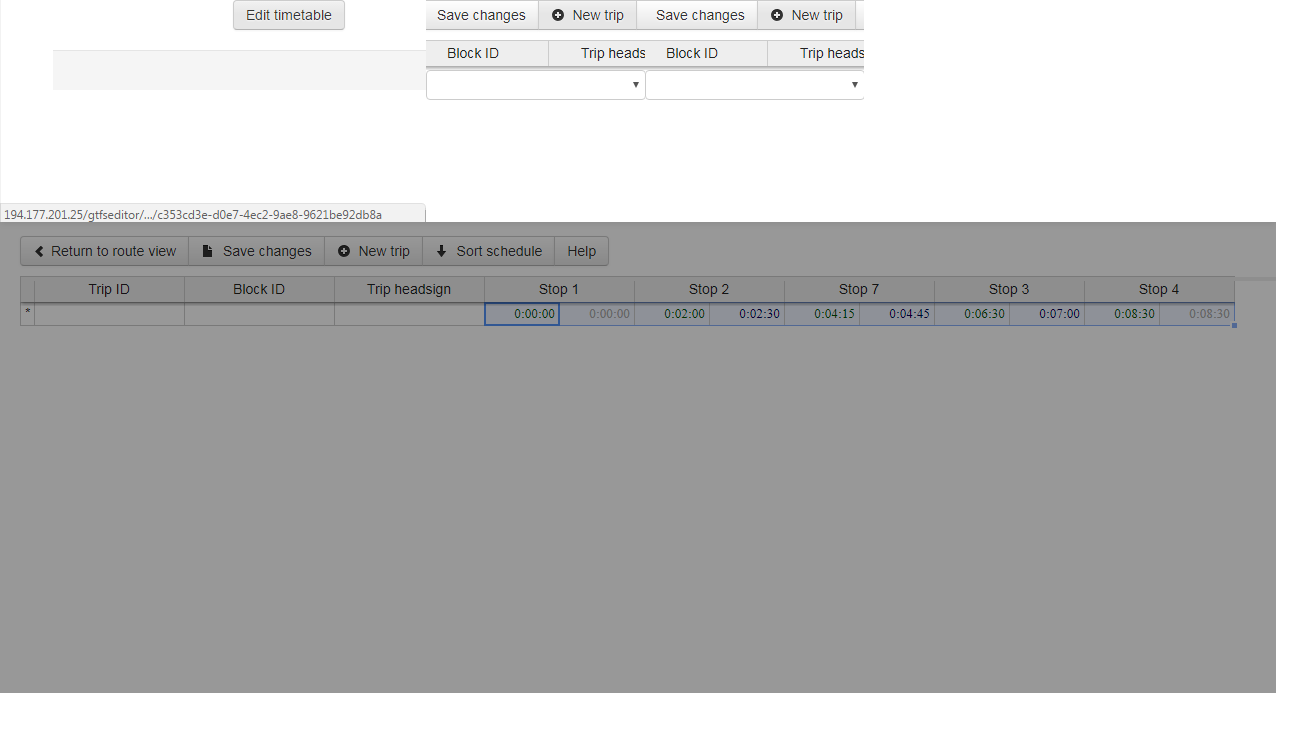 Edit timetable
Save changes New trip Save changes New trip
Block ID Trip heads Block ID Trip heads
194.177.201.25/gtfseditor/.../c353cd3e-d0e7-4ec2-9ae8-9621be92db8a
Return to route view Save changes New trip Sort schedule Help
Trip ID Block ID Trip headsign Stop 1 Stop 2 Stop 7 Stop 3 Stop 4
* 0:00:00 0:00:00 0:02:00 0:02:30 0:04:15 0:04:45 0:06:30 0:07:00 0:08:30 0:08:30